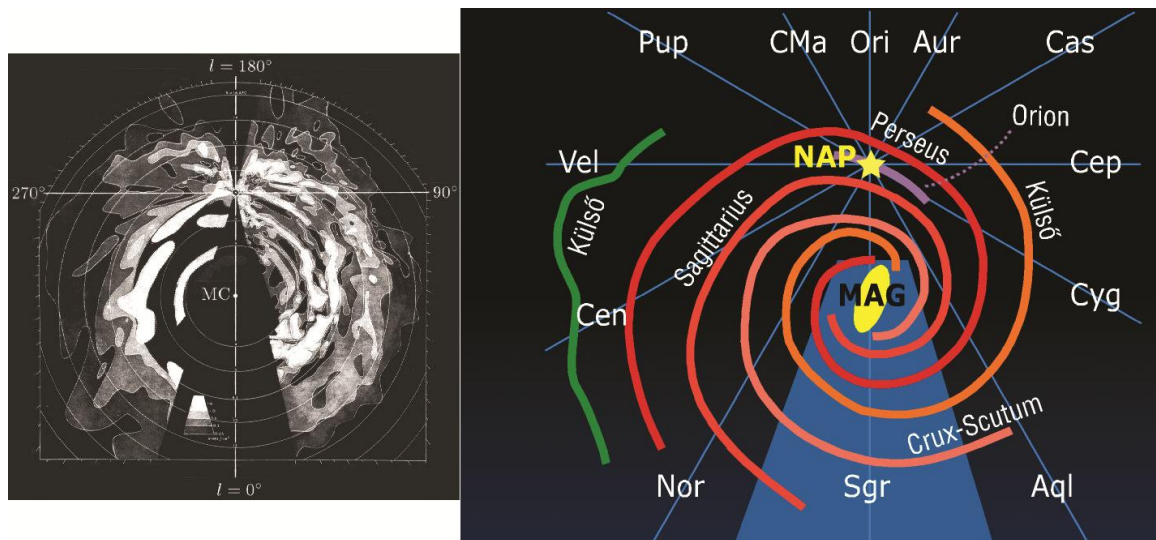 l = 180°
270°
90°
MC
l = 0°
Pup
CMa
Ori
Aur
Cas
Orion
Perseus
NAP
Vel
Cep
Külső
Külső
Sagittarius
MAG
Cen
Cyg
Crux-Scutum
Nor
Sgr
Aql